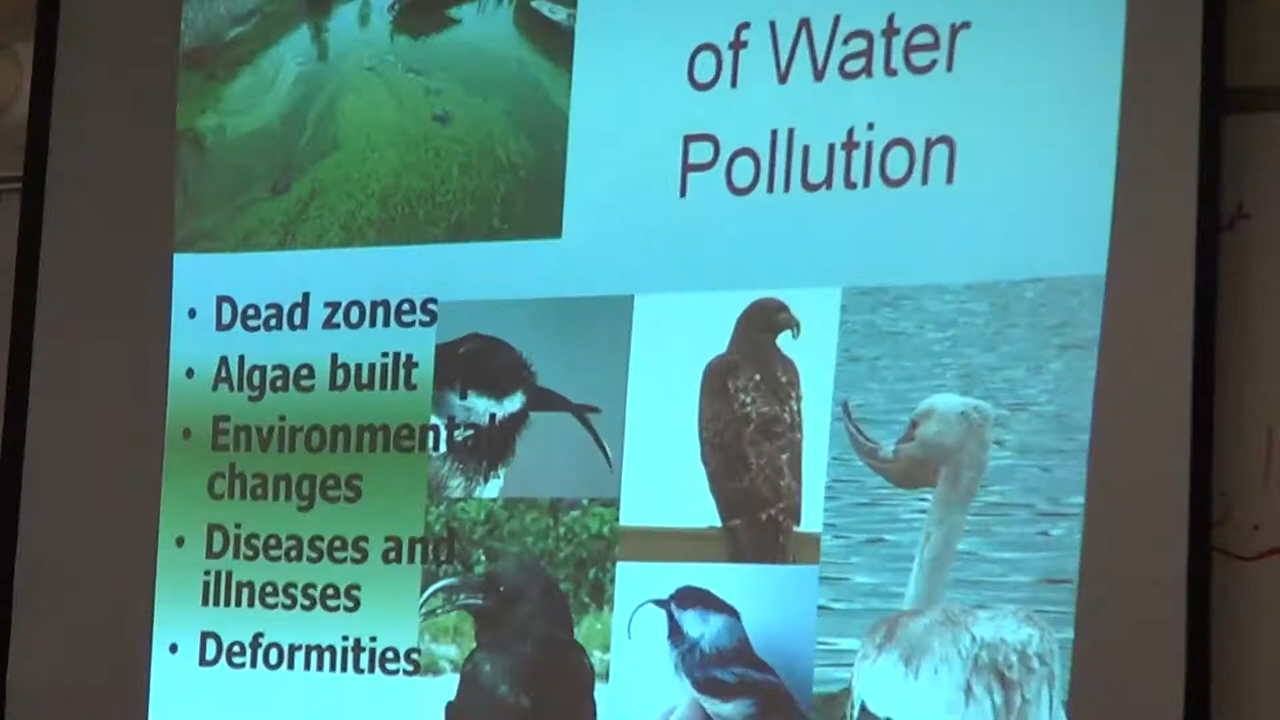 of Water
Pollution
• Dead zones
• Algae built
• Environmental
changes
• Diseases and
illnesses
• Deformities